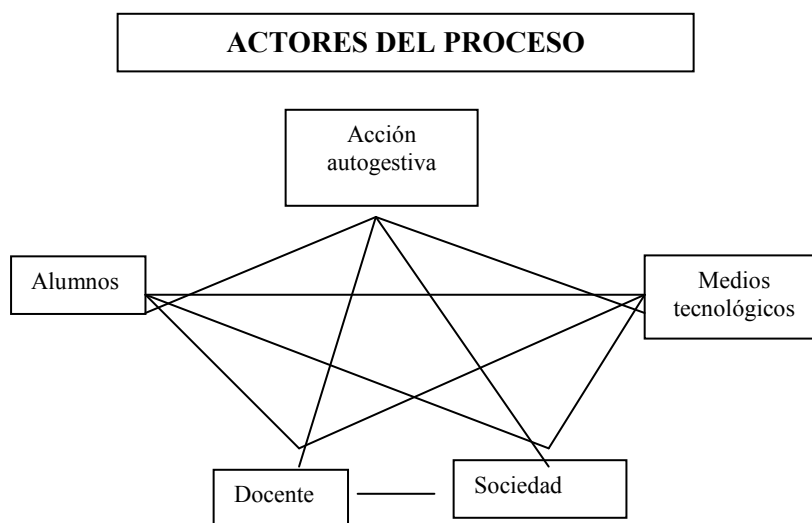 ACTORES DEL PROCESO
Acción
autogestiva
Alumnos
Medios
tecnológicos
Docente
Sociedad